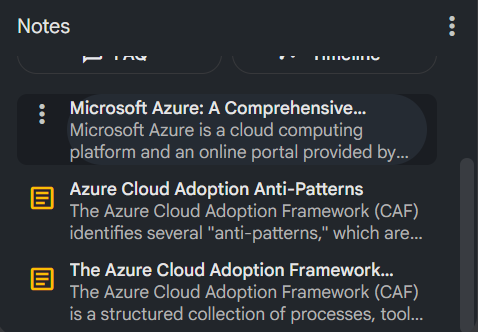 Notes
FAQ
Timeline
Microsoft Azure: A Comprehensive...
Microsoft Azure is a cloud computing
platform and an online portal provided by...
Azure Cloud Adoption Anti-Patterns
The Azure Cloud Adoption Framework (CAF)
identifies several "anti-patterns," which are...
The Azure Cloud Adoption Framework...
The Azure Cloud Adoption Framework (CAF)
is a structured collection of processes, tool...